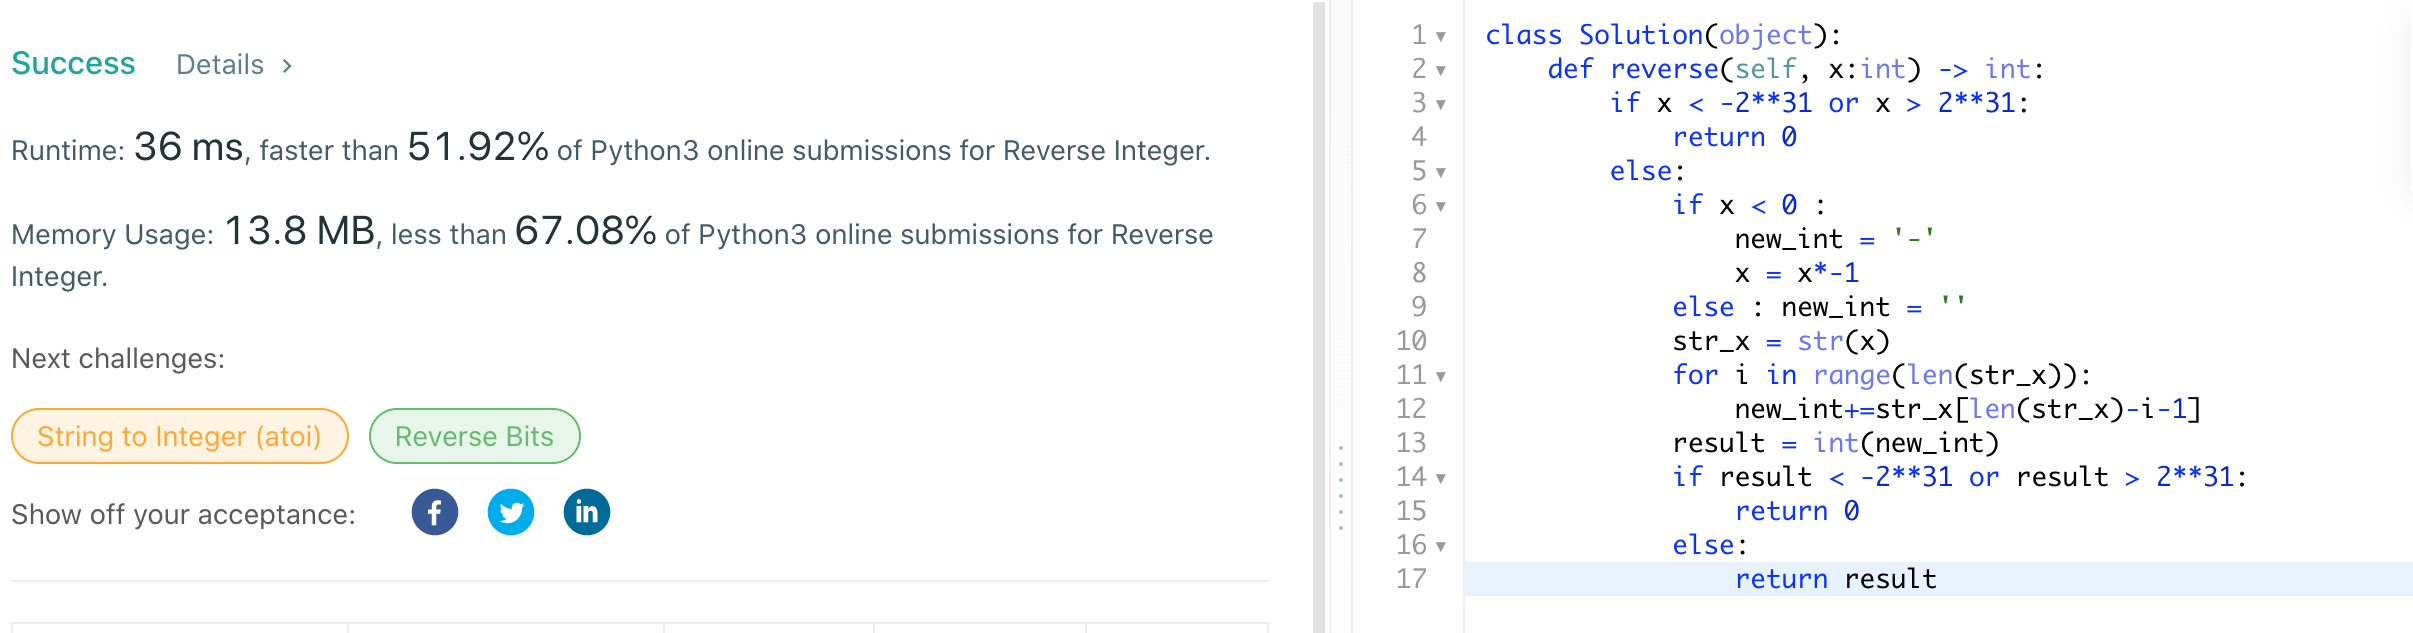 Success Details >
Runtime: 36 ms, faster than 51.92% of Python3 online submissions for Reverse Integer.
Memory Usage: 13.8 MB, less than 67.08% of Python3 online submissions for Reverse
Integer.
Next challenges:
String to Integer (atoi) Reverse Bits
Show off your acceptance: f in
1 class Solution(object):
2     def reverse(self, x:int) -> int:
3         if x < -2**31 or x > 2**31:
4             return 0
5         else:
6             if x < 0 :
7                 new_int = '-'
8                 x = x*-1
9             else : new_int = ''
10             str_x = str(x)
11             for i in range(len(str_x)):
12                 new_int+=str_x[len(str_x)-i-1]
13             result = int(new_int)
14             if result < -2**31 or result > 2**31:
15                 return 0
16             else:
17                 return result